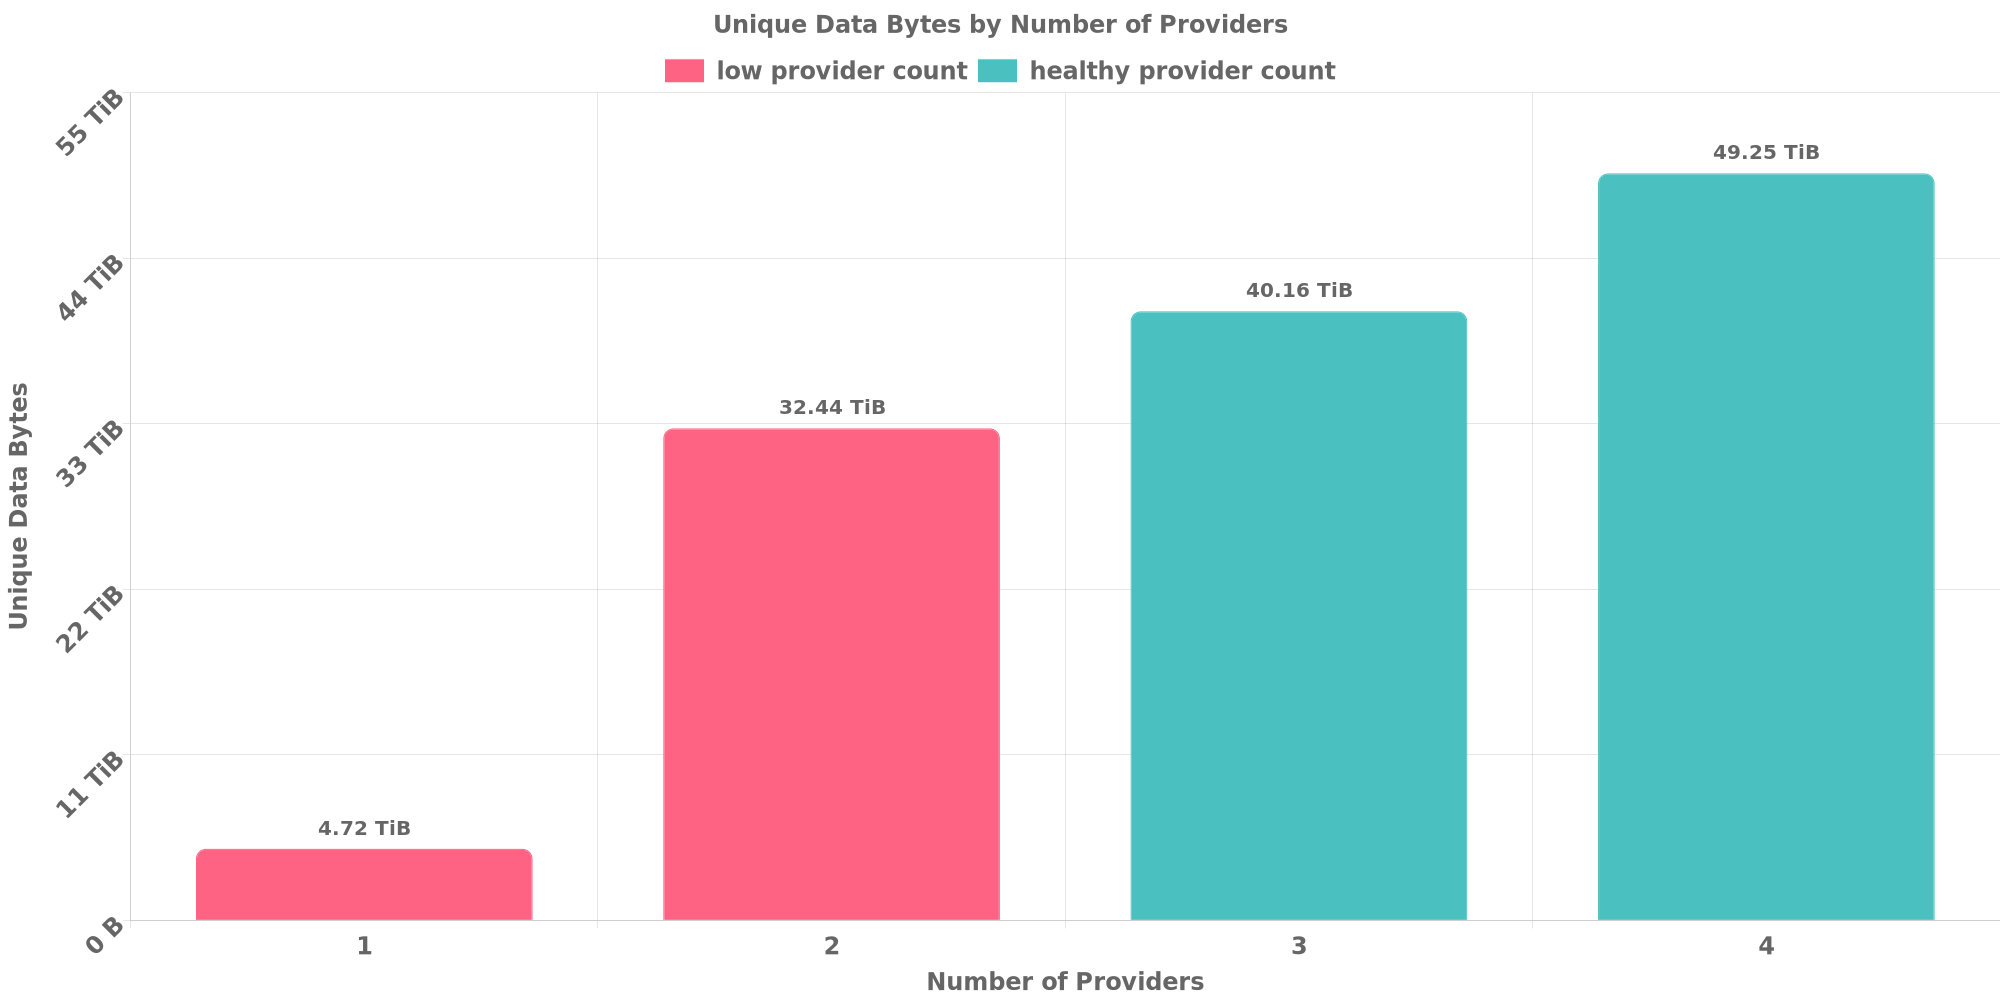 Unique Data Bytes by Number of Providers
low provider count healthy provider count
55 TiB
44 TiB
33 TiB
22 TiB
11 TiB
0 B
Unique Data Bytes
4.72 TiB
32.44 TiB
40.16 TiB
49.25 TiB
1 2 3 4
Number of Providers